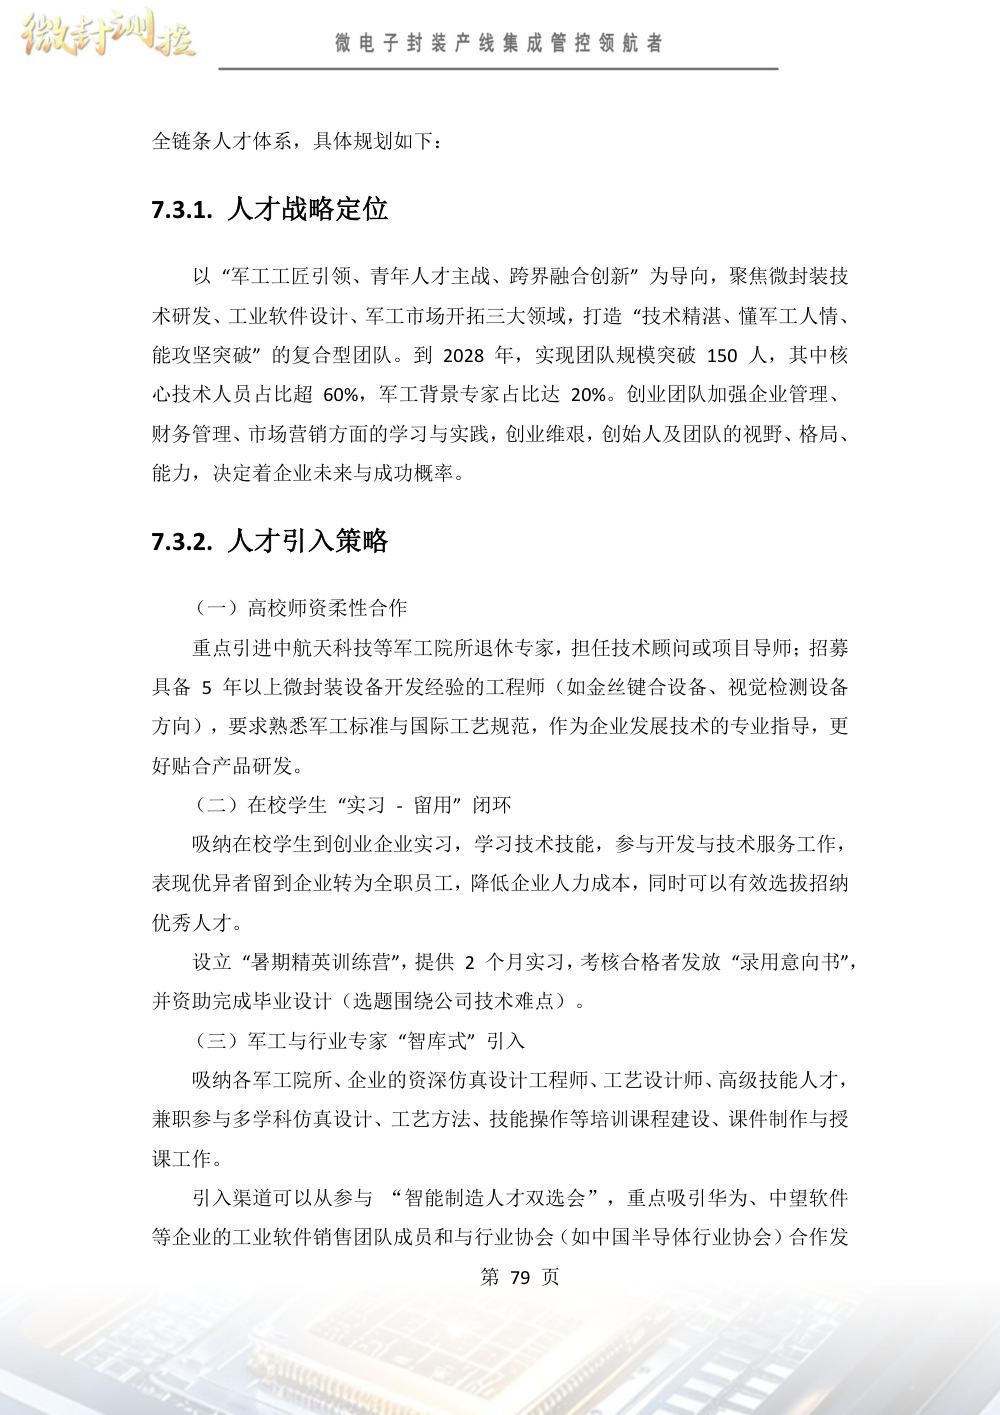 微封测控
微电子封装产线集成管控领航者
全链条人才体系，具体规划如下：
7.3.1. 人才战略定位
以 “军工工匠引领、青年人才主战、跨界融合创新” 为导向，聚焦微封装技
术研发、工业软件设计、军工市场开拓三大领域，打造 “技术精湛、懂军工人情、
能攻坚突破” 的复合型团队。到 2028 年，实现团队规模突破 150 人，其中核
心技术人员占比超 60%，军工背景专家占比达 20%。创业团队加强企业管理、
财务管理、市场营销方面的学习与实践，创业维艰，创始人及团队的视野、格局、
能力，决定着企业未来与成功概率。
7.3.2. 人才引入策略
（一）高校师资柔性合作
重点引进中航天科技等军工院所退休专家，担任技术顾问或项目导师；招募
具备 5 年以上微封装设备开发经验的工程师（如金丝键合设备、视觉检测设备
方向），要求熟悉军工标准与国际工艺规范，作为企业发展技术的专业指导，更
好贴合产品研发。
（二）在校学生 “实习 - 留用” 闭环
吸纳在校学生到创业企业实习，学习技术技能，参与开发与技术服务工作，
表现优异者留到企业转为全职员工，降低企业人力成本，同时可以有效选拔招纳
优秀人才。
设立 “暑期精英训练营”，提供 2 个月实习，考核合格者发放 “录用意向书”，
并资助完成毕业设计（选题围绕公司技术难点）。
（三）军工与行业专家 “智库式” 引入
吸纳各军工院所、企业的资深仿真设计工程师、工艺设计师、高级技能人才，
兼职参与多学科仿真设计、工艺方法、技能操作等培训课程建设、课件制作与授
课工作。
引入渠道可以从参与 “智能制造人才双选会”，重点吸引华为、中望软件
等企业的工业软件销售团队成员和与行业协会（如中国半导体行业协会）合作发
第 79 页